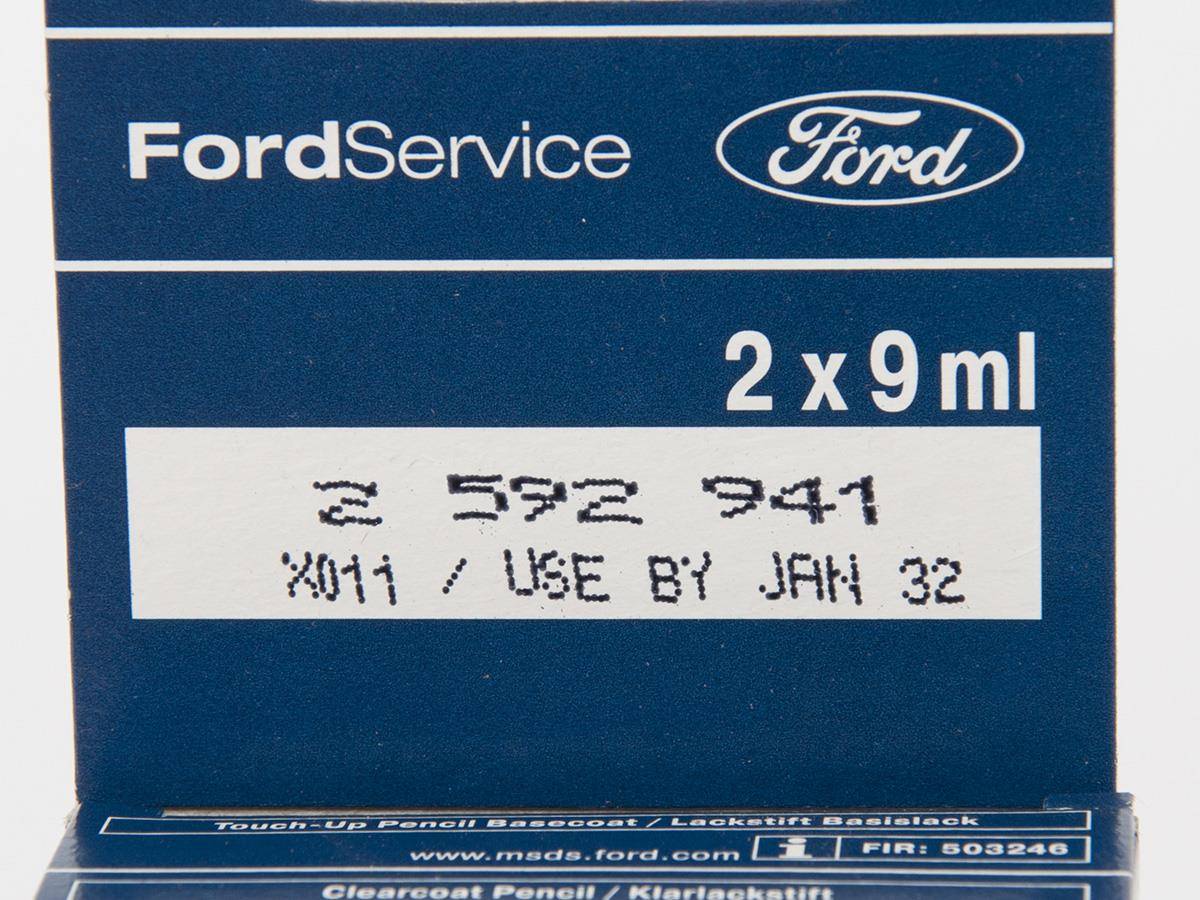 FordService Ford
2 x 9 ml
2 592 941
X011 / USE BY JAN 32
Touch-Up Pencil Basecoat / Lackstift Basislack
www.msds.ford.com i FIR: 503246
Clearcoat Pencil / Klarlackstift